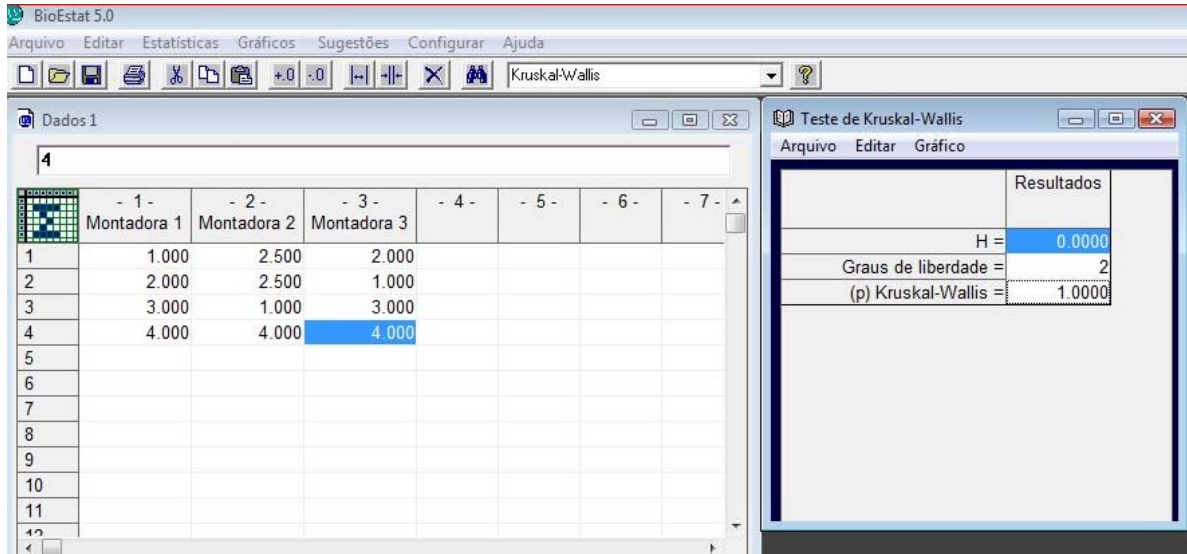 BioEstat 5.0
Arquivo Editar Estatísticas Gráficos Sugestões Configurar Ajuda
+.0 -.0 Kruskal-Wallis
Dados 1
4
- 1 - - 2 - - 3 - - 4 - - 5 - - 6 - - 7 -
Montadora 1 Montadora 2 Montadora 3
1 1.000 2.500 2.000
2 2.000 2.500 1.000
3 3.000 1.000 3.000
4 4.000 4.000 4.000
5
6
7
8
9
10
11
12
Teste de Kruskal-Wallis
Arquivo Editar Gráfico
Resultados
H = 0.0000
Graus de liberdade = 2
(p) Kruskal-Wallis = 1.0000